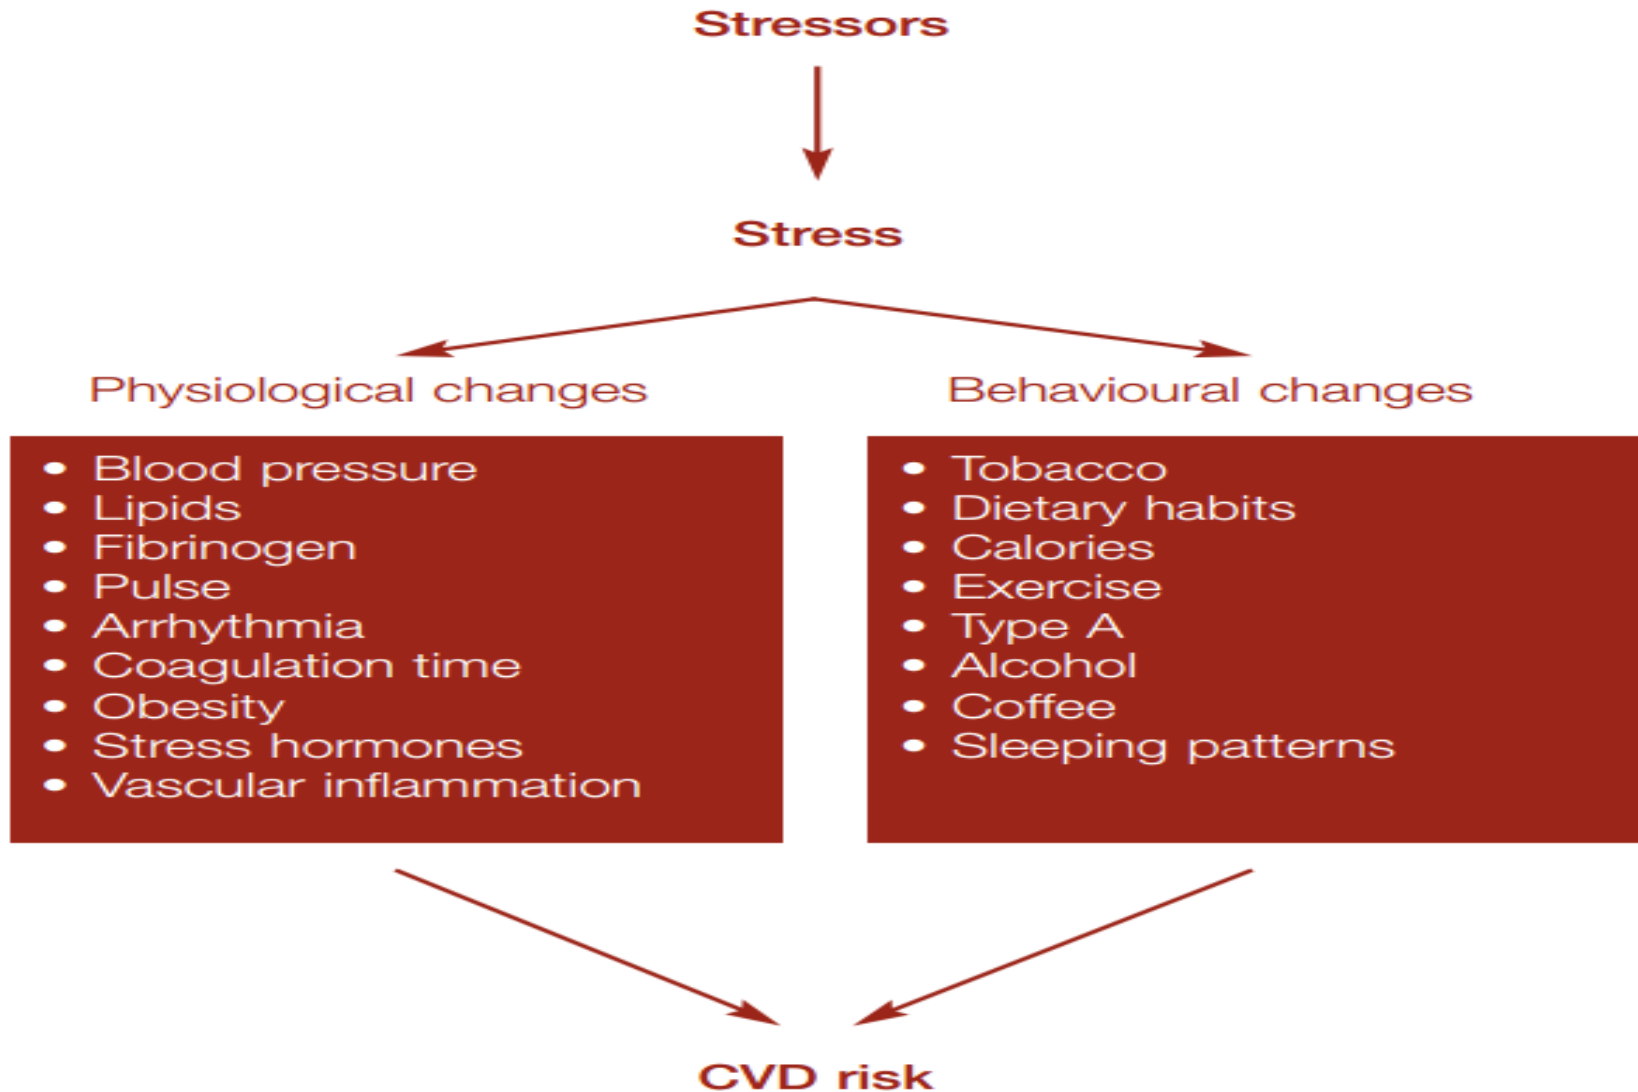 Stressors
Stress
Physiological changes
• Blood pressure
• Lipids
• Fibrinogen
• Pulse
• Arrhythmia
• Coagulation time
• Obesity
• Stress hormones
• Vascular inflammation
Behavioural changes
• Tobacco
• Dietary habits
• Calories
• Exercise
• Type A
• Alcohol
• Coffee
• Sleeping patterns
CVD risk